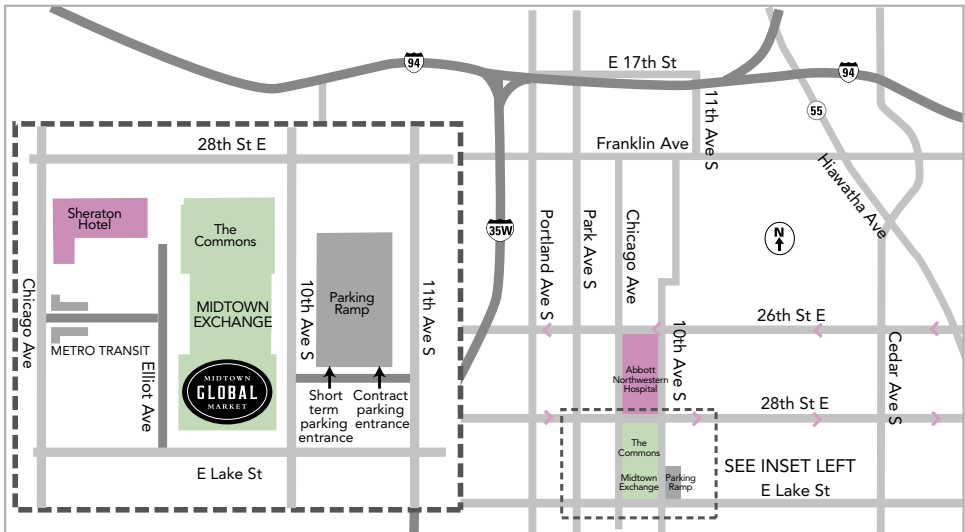 94
E 17th St
94
11th Ave S
55
28th St E
Franklin Ave
Hiawatha Ave
Sheraton
Hotel
The
Commons
35W
Portland Ave S
Park Ave S
Chicago Ave
N
Chicago Ave
MIDTOWN
EXCHANGE
10th Ave S
Parking
Ramp
11th Ave S
26th St E
METRO TRANSIT
Elliot Ave
MIDTOWN
GLOBAL
MARKET
Short
term
parking
entrance
Contract
parking
entrance
Abbott
Northwestern
Hospital
10th Ave S
Cedar Ave S
28th St E
The
Commons
Midtown
Exchange
Parking
Ramp
SEE INSET LEFT
E Lake St
E Lake St